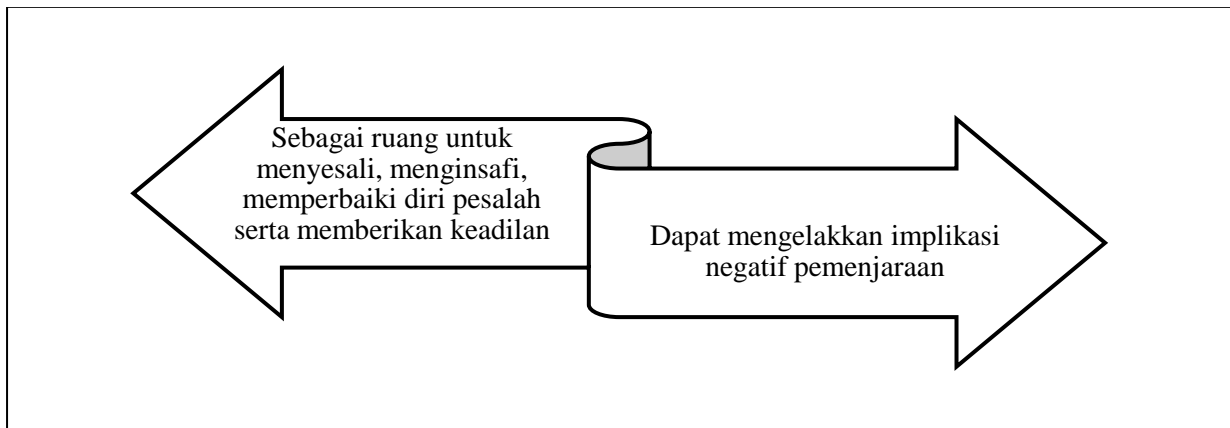 Sebagai ruang untuk
menyesali, menginsafi,
memperbaiki diri pesalah
serta memberikan keadilan
Dapat mengelakkan implikasi
negatif pemenjaraan